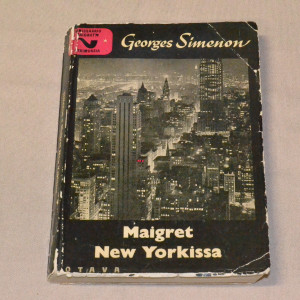 Georges Simenon
Maigret
New Yorkissa
OTAVA